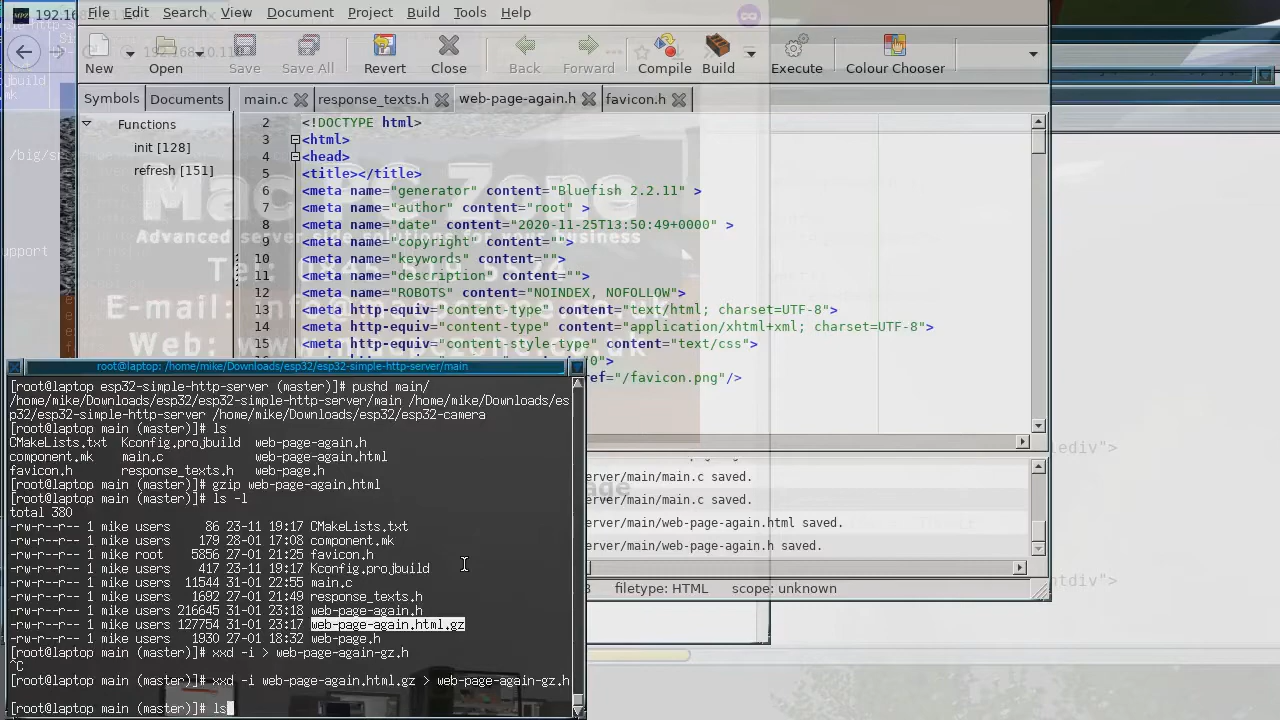 192.168.10.11
File Edit Search View Document Project Build Tools Help
New Open Save Save All Revert Close Back Forward Compile Build Execute Colour Chooser
Symbols Documents main.c response_texts.h web-page-again.h favicon.h
Functions
init [128]
refresh [151]
2 <!DOCTYPE html>
3 <html>
4 <head>
5 <title></title>
6 <meta name="generator" content="Bluefish 2.2.11" >
7 <meta name="author" content="root" >
8 <meta name="date" content="2020-11-25T13:50:49+0000" >
9 <meta name="copyright" content="">
10 <meta name="keywords" content="">
11 <meta name="description" content="">
12 <meta name="ROBOTS" content="NOINDEX, NOFOLLOW">
13 <meta http-equiv="content-type" content="text/html; charset=UTF-8">
14 <meta http-equiv="content-type" content="application/xhtml+xml; charset=UTF-8">
15 <meta http-equiv="content-style-type" content="text/css">
0">
ref="/favicon.png"/>
Advanced server side solutions for your business
E-mail:
Web:
erver/main/main.c saved.
erver/main/main.c saved.
erver/main/web-page-again.html saved.
erver/main/web-page-again.h saved.
filetype: HTML scope: unknown
root@laptop: /home/mike/Downloads/esp32/esp32-simple-http-server/main
[root@laptop esp32-simple-http-server (master)]# pushd main/
/home/mike/Downloads/esp32/esp32-simple-http-server/main /home/mike/Downloads/es
p32/esp32-simple-http-server /home/mike/Downloads/esp32/esp32-camera
[root@laptop main (master)]# ls
CMakeLists.txt Kconfig.projbuild web-page-again.h
component.mk main.c web-page-again.html
favicon.h response_texts.h web-page.h
[root@laptop main (master)]# gzip web-page-again.html
[root@laptop main (master)]# ls -l
total 380
-rw-r----- 1 mike users 86 23-11 19:17 CMakeLists.txt
-rw-r----- 1 mike users 179 28-01 17:08 component.mk
-rw-r----- 1 mike root 5856 27-01 21:25 favicon.h
-rw-r----- 1 mike users 417 23-11 19:17 Kconfig.projbuild
-rw-r----- 1 mike users 11544 31-01 22:55 main.c
-rw-r----- 1 mike users 1692 27-01 21:49 response_texts.h
-rw-r----- 1 mike users 216645 31-01 23:18 web-page-again.h
-rw-r----- 1 mike users 127754 31-01 23:17 web-page-again.html.gz
-rw-r----- 1 mike users 1930 27-01 18:32 web-page.h
[root@laptop main (master)]# xxd -i > web-page-again-gz.h
^C
[root@laptop main (master)]# xxd -i web-page-again.html.gz > web-page-again-gz.h
[root@laptop main (master)]# ls